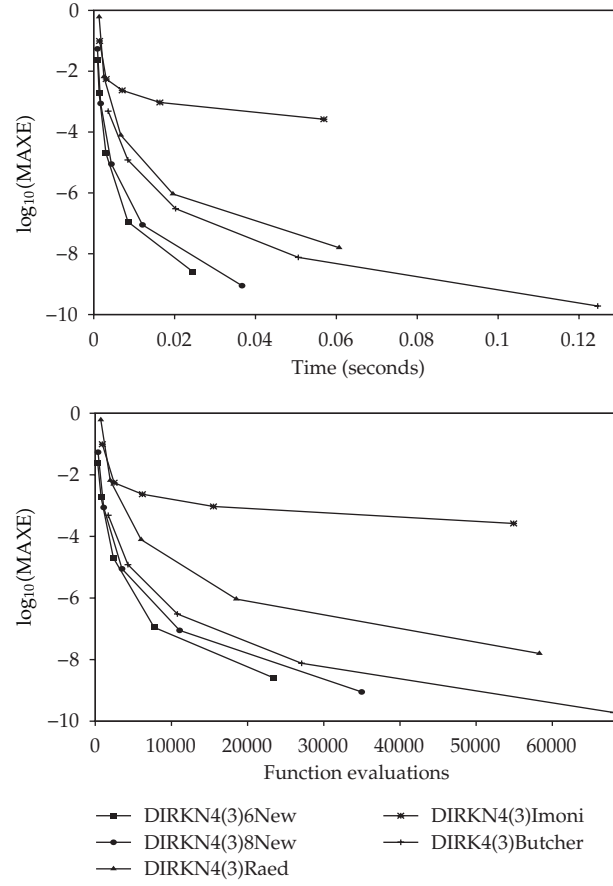 0
−2
−4
−6
−8
−10
log₁₀(MAXE)
0 0.02 0.04 0.06 0.08 0.1 0.12
Time (seconds)
0
−2
−4
−6
−8
−10
log₁₀(MAXE)
0 10000 20000 30000 40000 50000 60000
Function evaluations
DIRKN4(3)6New
DIRKN4(3)8New
DIRKN4(3)Raed
DIRKN4(3)Imoni
DIRK4(3)Butcher